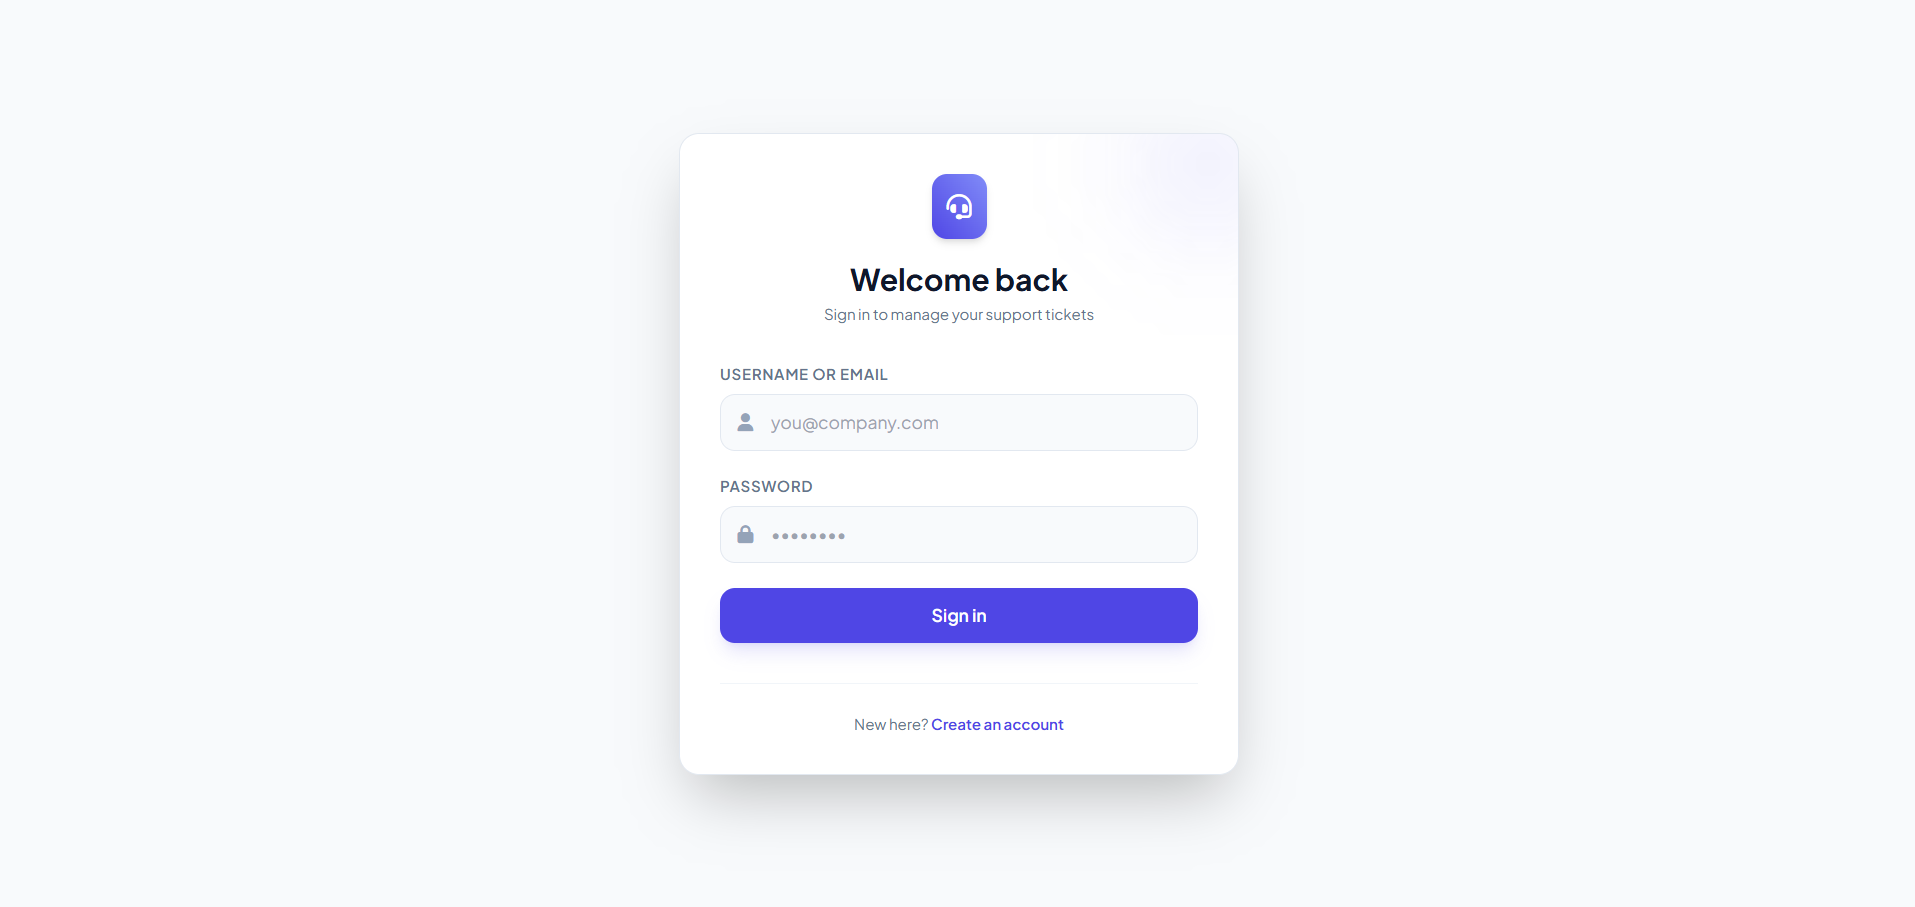 Welcome back
Sign in to manage your support tickets
USERNAME OR EMAIL
you@company.com
PASSWORD
••••••••
Sign in
New here? Create an account